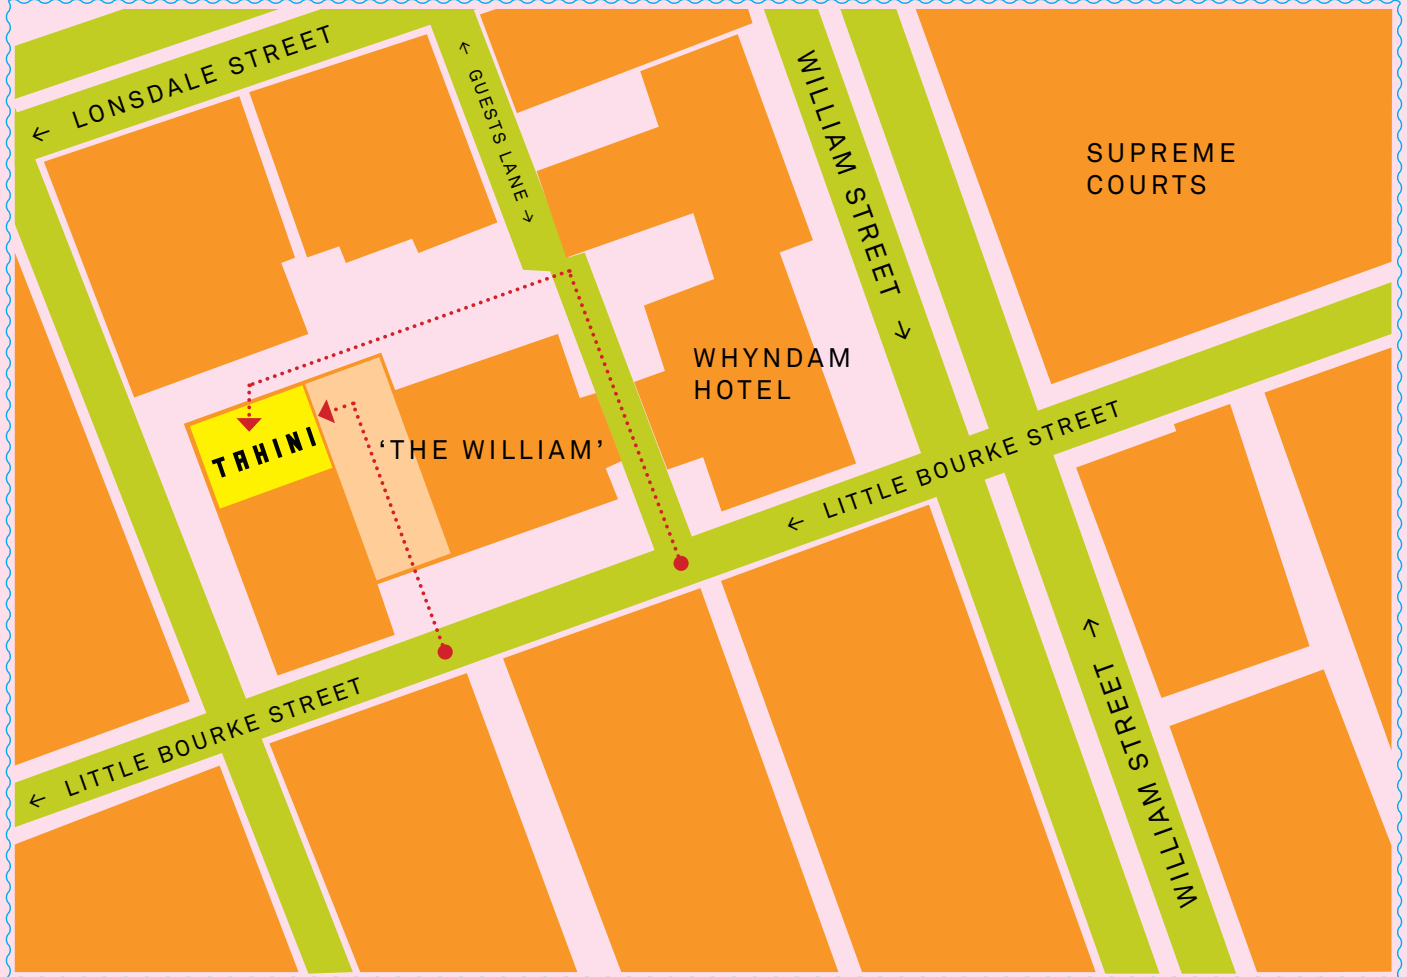 ← LONSDALE STREET
← GUESTS LANE →
WILLIAM STREET →
SUPREME
COURTS
WHYNDAM
HOTEL
TAHINI
‘THE WILLIAM’
← LITTLE BOURKE STREET
← LITTLE BOURKE STREET
WILLIAM STREET →